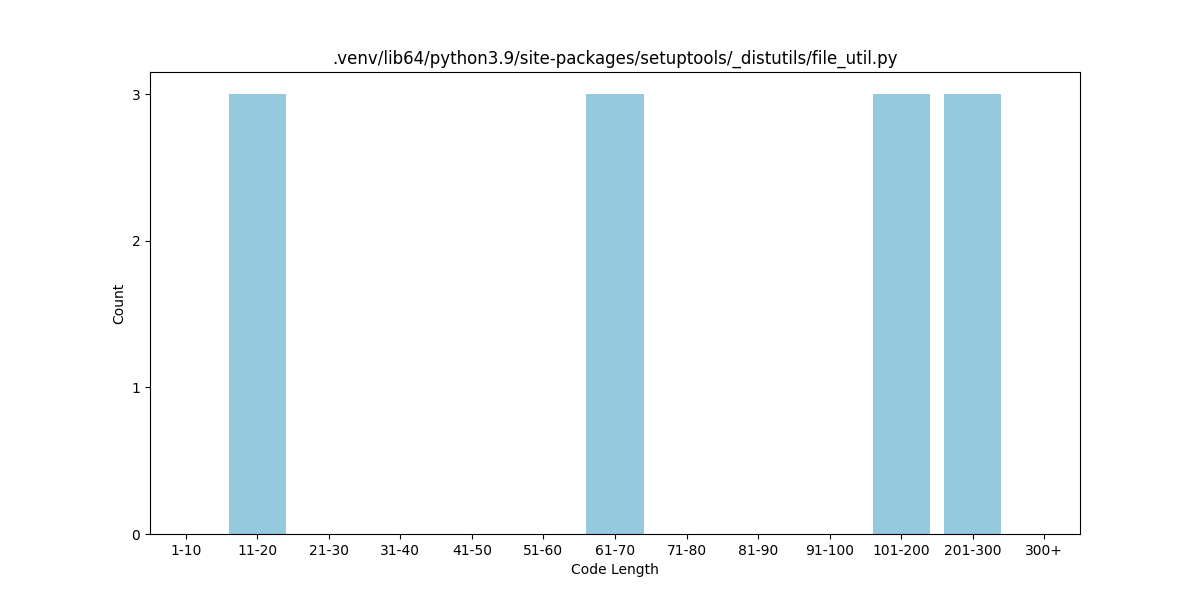 .venv/lib64/python3.9/site-packages/setuptools/_distutils/file_util.py
3
2
1
0
Count
1-10 11-20 21-30 31-40 41-50 51-60 61-70 71-80 81-90 91-100 101-200 201-300 300+
Code Length